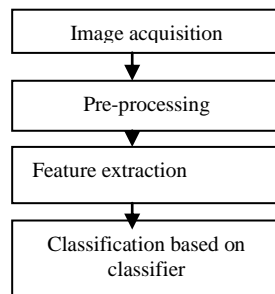 Image acquisition
Pre-processing
Feature extraction
Classification based on
classifier